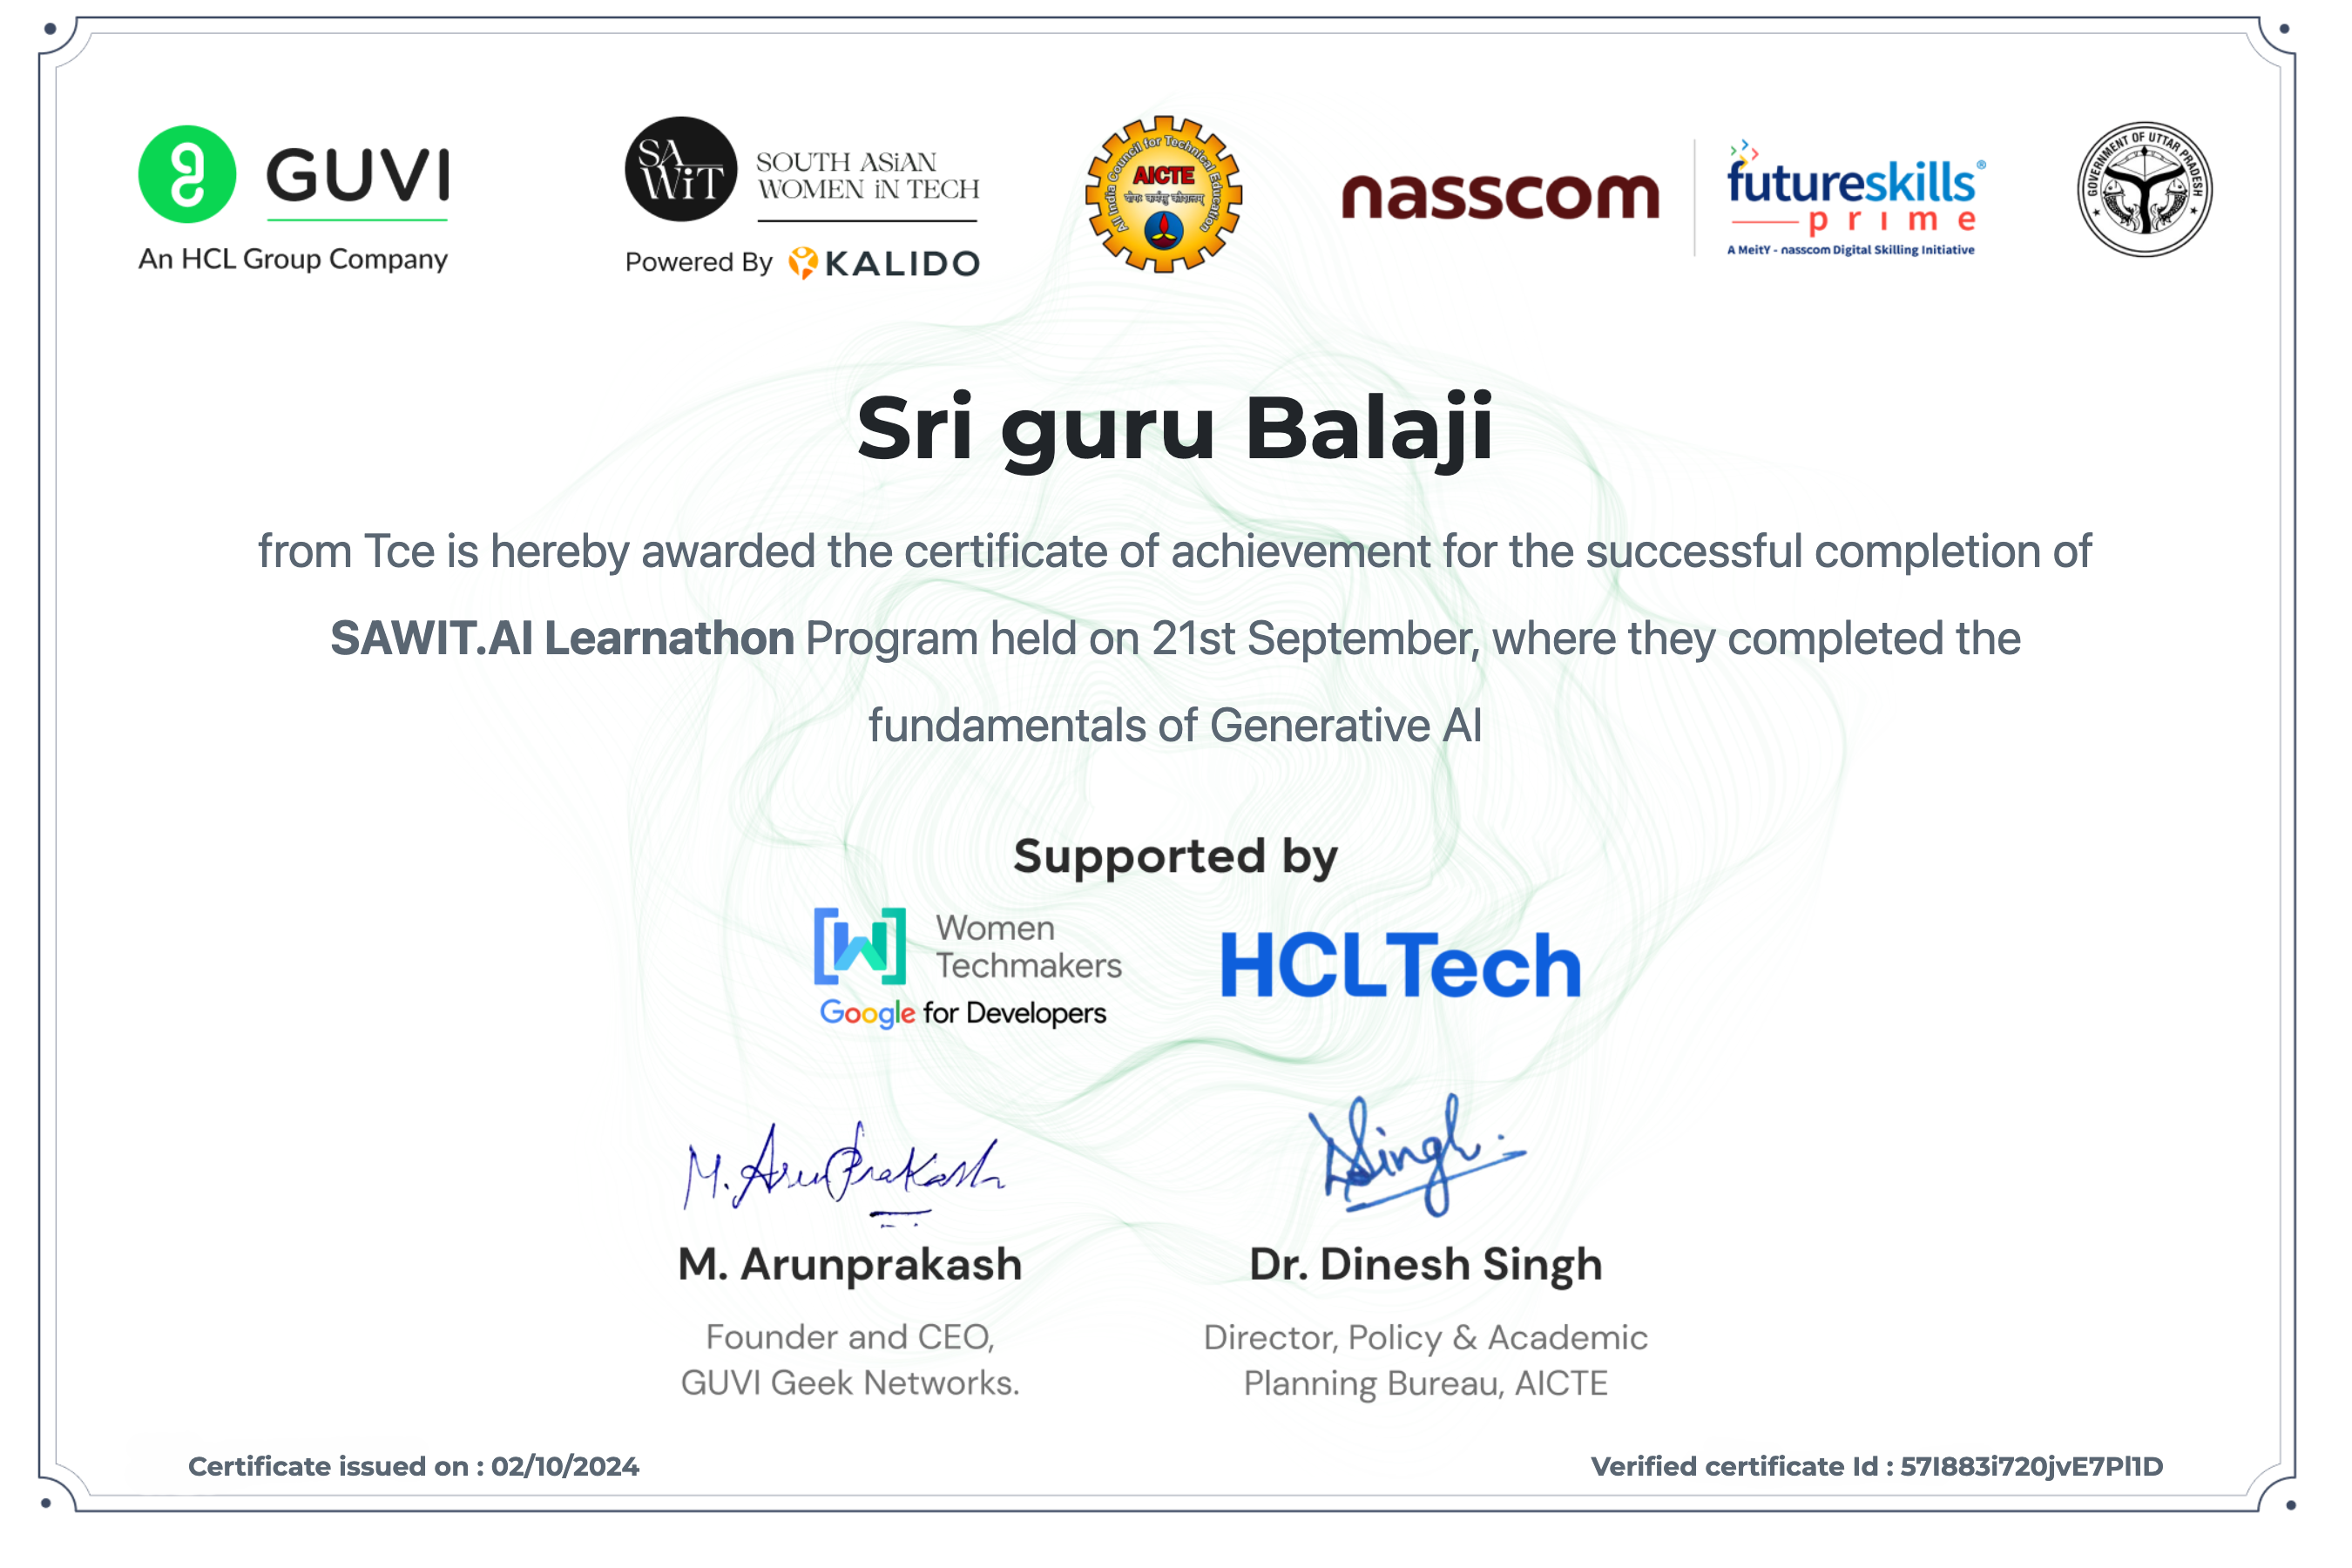 GUVI
An HCL Group Company
SA
WiT
SOUTH ASiAN
WOMEN iN TECH
Powered By KALIDO
All India Council for Technical Education
AICTE
योगः कर्मसु कौशलम्
nasscom
futureskills®
prime
A MeitY - nasscom Digital Skilling Initiative
GOVERNMENT OF UTTAR PRADESH
Sri guru Balaji
from Tce is hereby awarded the certificate of achievement for the successful completion of
SAWIT.AI Learnathon Program held on 21st September, where they completed the
fundamentals of Generative AI
Supported by
Women
Techmakers
Google for Developers
HCLTech
M. ArunPrakash
DSingh.
M. Arunprakash
Dr. Dinesh Singh
Founder and CEO,
GUVI Geek Networks.
Director, Policy & Academic
Planning Bureau, AICTE
Certificate issued on : 02/10/2024
Verified certificate Id : 57I883i720jvE7Pl1D